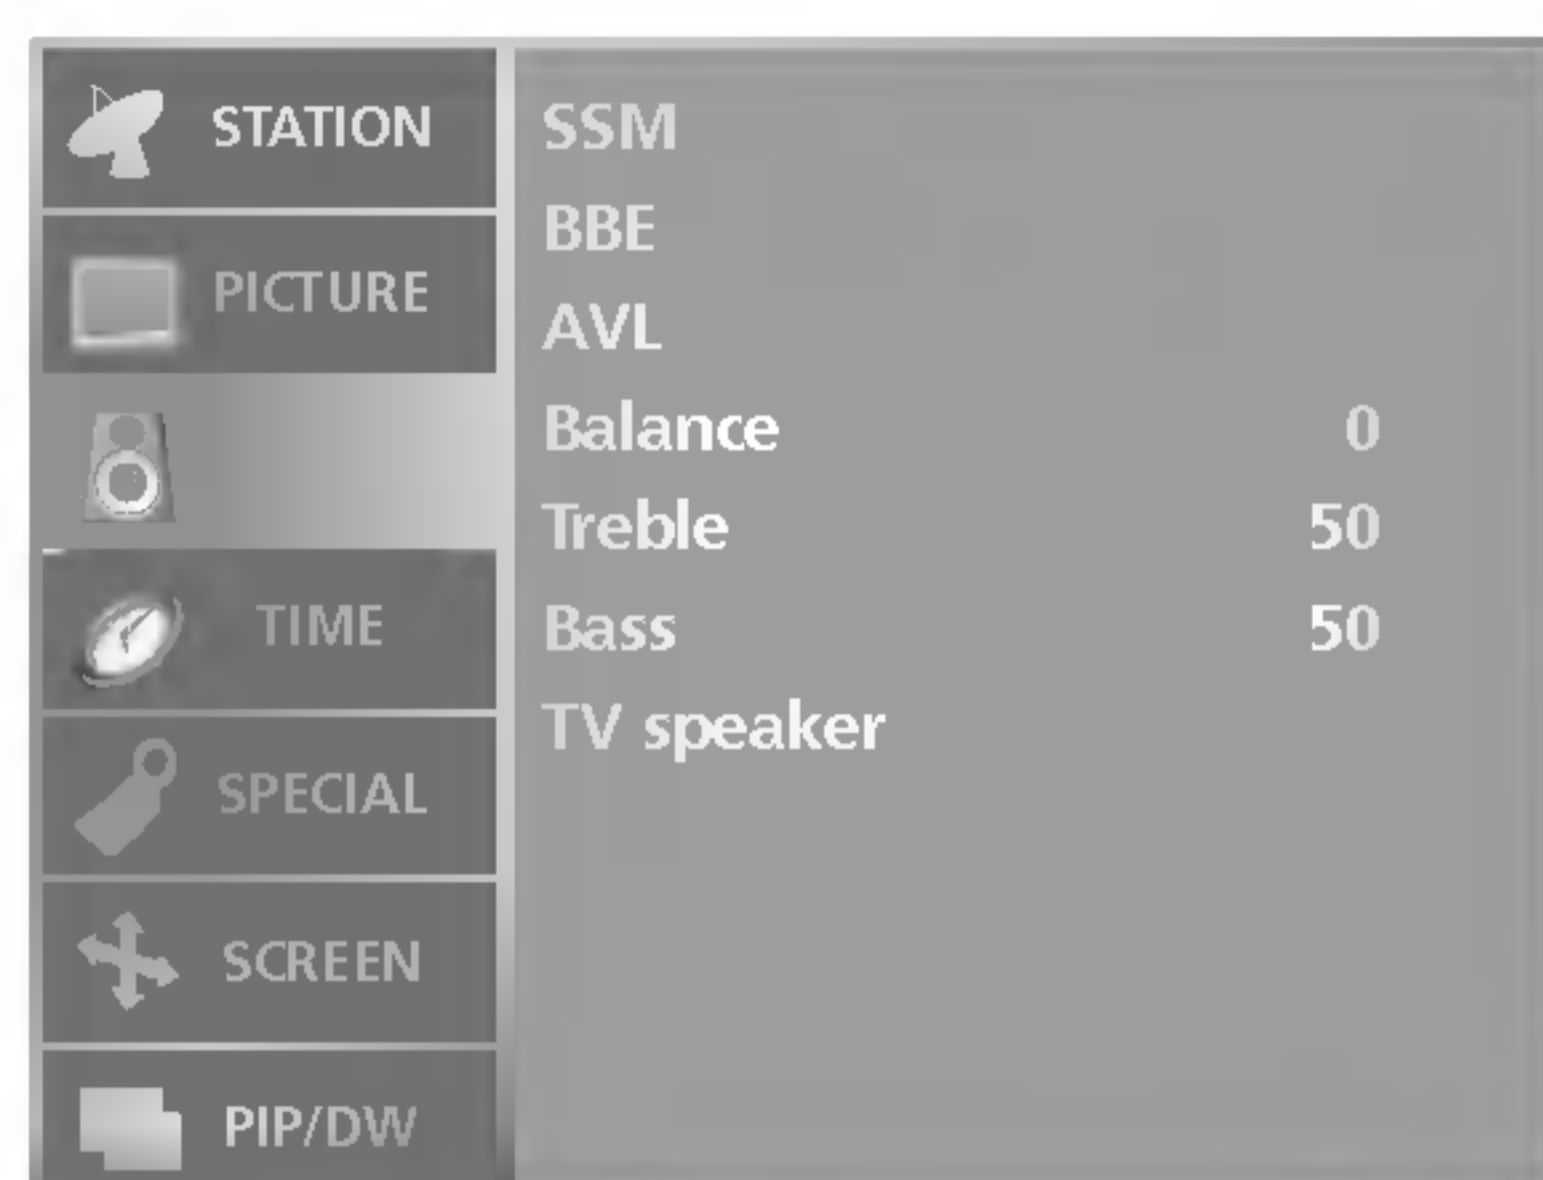 STATION
PICTURE
TIME
SPECIAL
SCREEN
PIP/DW
SSM
BBE
AVL
Balance 0
Treble 50
Bass 50
TV speaker